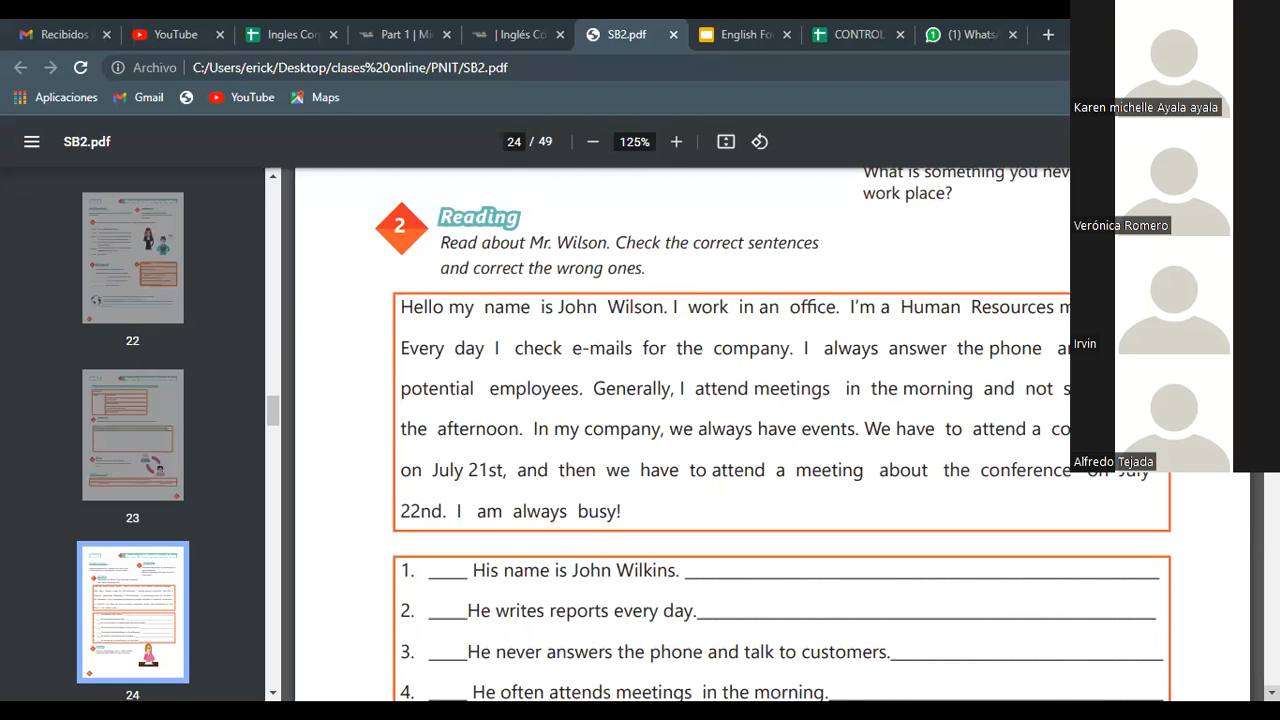 Recibidos
YouTube
Ingles Cor
Part 1 | Mi
| Inglés Co
SB2.pdf
English Fo
CONTROL
(1) Whats
Archivo C:/Users/erick/Desktop/clases%20online/PNIT/SB2.pdf
Aplicaciones Gmail YouTube Maps
SB2.pdf 24 / 49 125%
22
23
24
What is something you nev
work place?
2 Reading
Read about Mr. Wilson. Check the correct sentences
and correct the wrong ones.
Hello my name is John Wilson. I work in an office. I'm a Human Resources m
Every day I check e-mails for the company. I always answer the phone a
potential employees. Generally, I attend meetings in the morning and not s
the afternoon. In my company, we always have events. We have to attend a co
on July 21st, and then we have to attend a meeting about the conference on July
22nd. I am always busy!
1. ____ His name is John Wilkins. ____
2. ____He writes reports every day.____
3. ____He never answers the phone and talk to customers.____
4. ____ He often attends meetings in the morning.____
Karen michelle Ayala ayala
Verónica Romero
Irvin
Alfredo Tejada